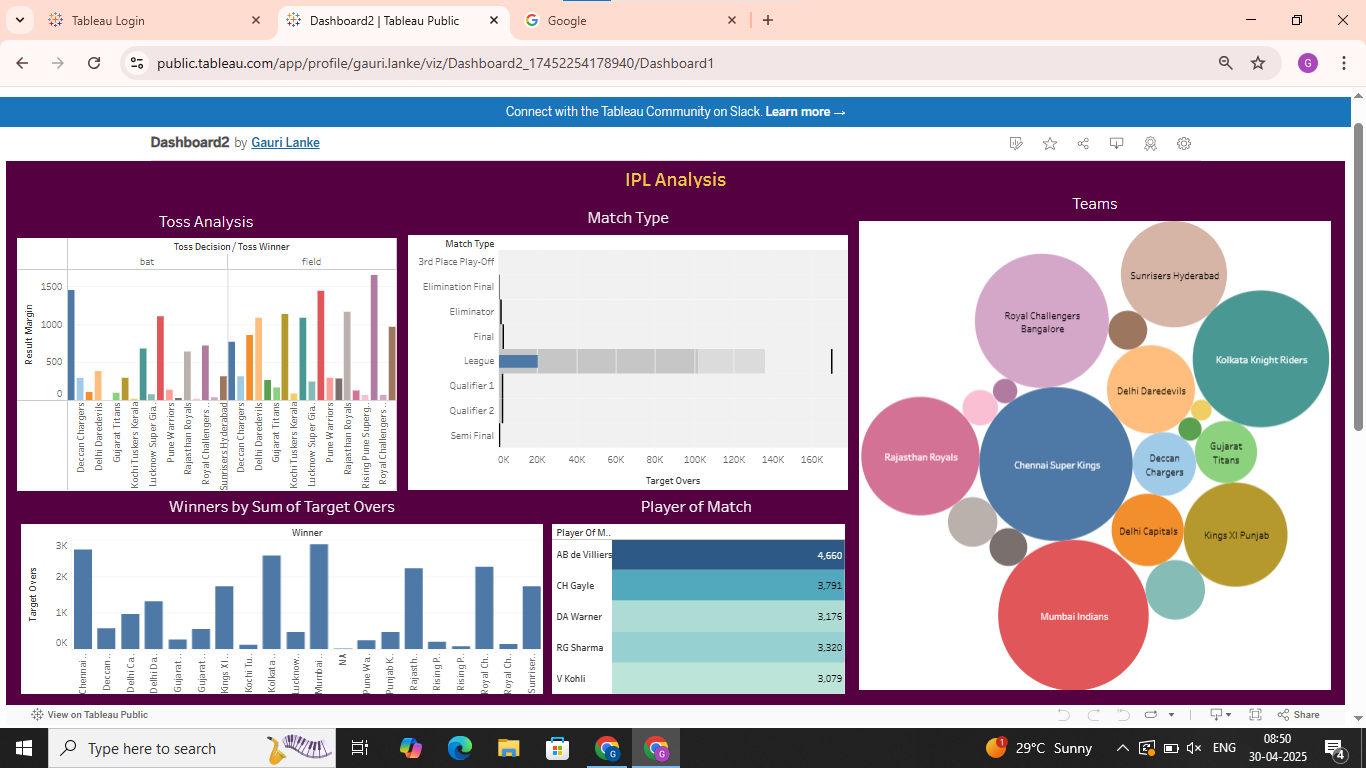 Tableau Login
Dashboard2 | Tableau Public
Google
public.tableau.com/app/profile/gauri.lanke/viz/Dashboard2_17452254178940/Dashboard1
G
Connect with the Tableau Community on Slack. Learn more →
Dashboard2 by Gauri Lanke
IPL Analysis
Toss Analysis
Toss Decision / Toss Winner
bat
field
Result Margin
1500
1000
500
0
Deccan Chargers
Delhi Daredevils
Gujarat Titans
Kochi Tuskers Kerala
Lucknow Super Gia..
Pune Warriors
Rajasthan Royals
Royal Challengers..
Sunrisers Hyderabad
Deccan Chargers
Delhi Daredevils
Gujarat Titans
Kochi Tuskers Kerala
Lucknow Super Gia..
Pune Warriors
Rajasthan Royals
Rising Pune Superg..
Royal Challengers..
Match Type
Match Type
3rd Place Play-Off
Elimination Final
Eliminator
Final
League
Qualifier 1
Qualifier 2
Semi Final
00K 20K 40K 60K 80K 100K 120K 140K 160K
Target Overs
Teams
Sunrisers Hyderabad
Royal Challengers
Bangalore
Kolkata Knight Riders
Delhi Daredevils
Rajasthan Royals
Chennai Super Kings
Deccan
Chargers
Gujarat
Titans
Delhi Capitals
Kings XI Punjab
Mumbai Indians
Winners by Sum of Target Overs
Winner
Target Overs
3K
2K
1K
0K
Chennai..
Deccan..
Delhi Ca..
Delhi Da..
Gujarat..
Gujarat..
Kings XI..
Kochi Tu..
Kolkata..
Lucknow..
Mumbai..
NA
Pune Wa..
Punjab K..
Rajasth..
Rising P..
Rising P..
Royal Ch..
Royal Ch..
Sunriser..
Player of Match
Player Of M..
AB de Villiers 4,660
CH Gayle 3,791
DA Warner 3,176
RG Sharma 3,320
V Kohli 3,079
View on Tableau Public
Share
Type here to search
G
G
1
29°C Sunny
ENG
08:50
30-04-2025
4